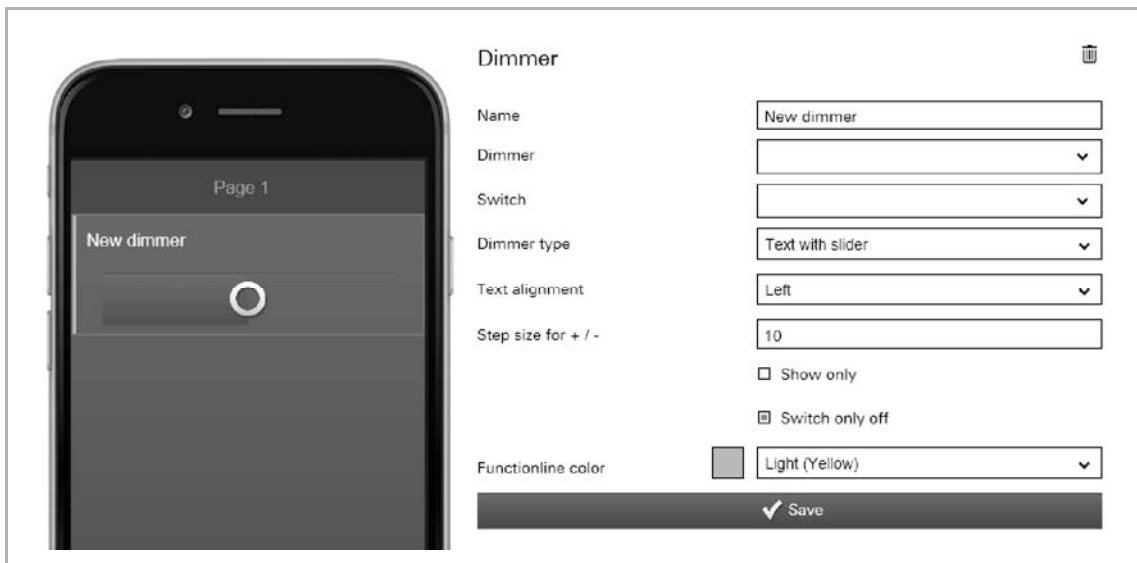 Page 1
New dimmer
Dimmer
Name
New dimmer
Dimmer
Switch
Dimmer type
Text with slider
Text alignment
Left
Step size for + / -
10
Show only
Switch only off
Functionline color
Light (Yellow)
Save